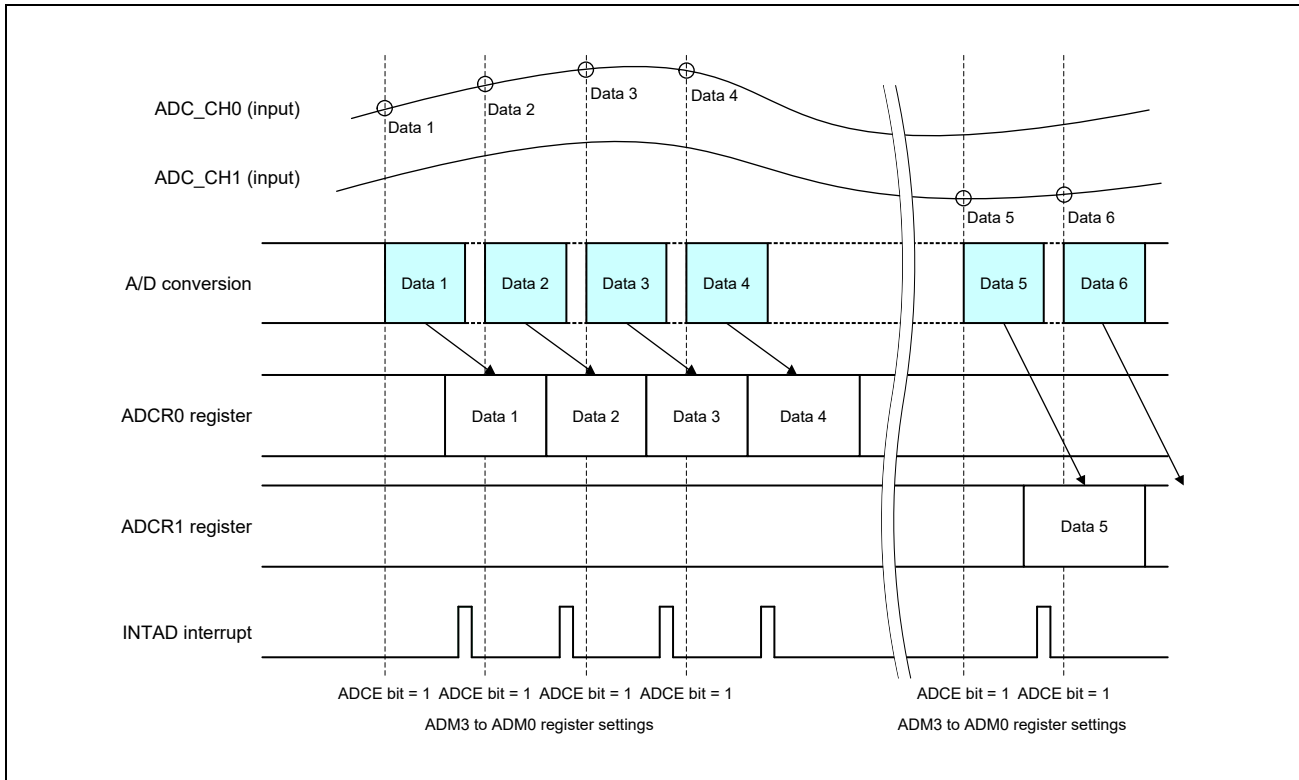 ADC_CH0 (input)
Data 1
Data 2
Data 3
Data 4
ADC_CH1 (input)
Data 5
Data 6
A/D conversion
Data 1
Data 2
Data 3
Data 4
Data 5
Data 6
ADCR0 register
Data 1
Data 2
Data 3
Data 4
ADCR1 register
Data 5
INTAD interrupt
ADCE bit = 1
ADCE bit = 1
ADCE bit = 1
ADCE bit = 1
ADCE bit = 1
ADCE bit = 1
ADM3 to ADM0 register settings
ADM3 to ADM0 register settings